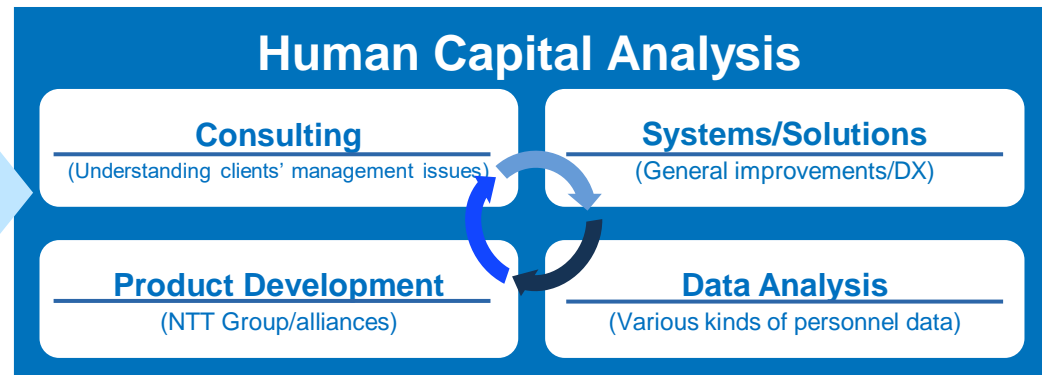 Human Capital Analysis
Consulting
(Understanding clients’ management issues)
Systems/Solutions
(General improvements/DX)
Product Development
(NTT Group/alliances)
Data Analysis
(Various kinds of personnel data)